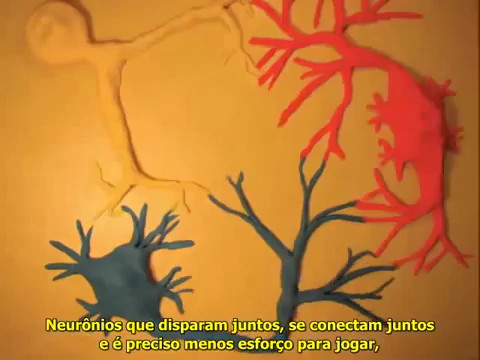 Neurônios que disparam juntos, se conectam juntos
e é preciso menos esforço para jogar,